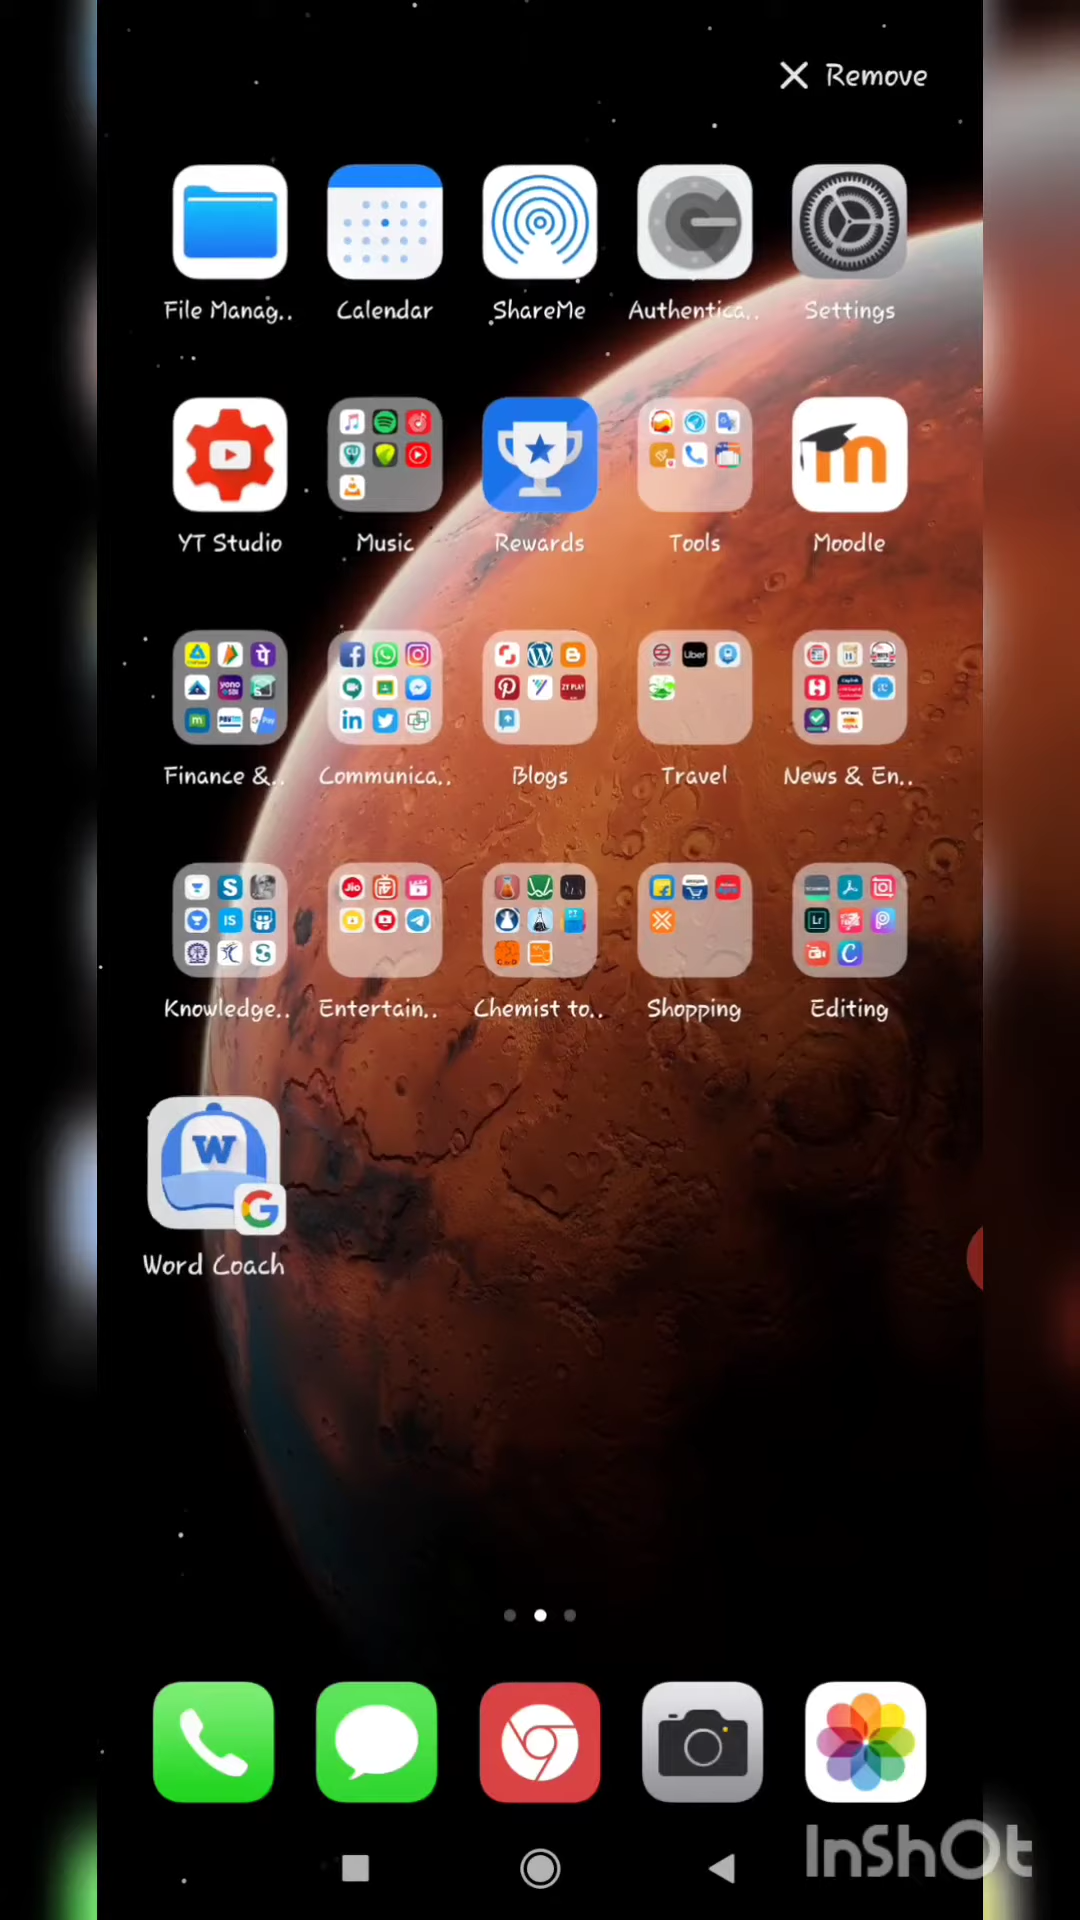 Remove
File Manag..
Calendar
ShareMe
Authentica..
Settings
YT Studio
Music
Rewards
Tools
Moodle
Finance &..
Communica..
Blogs
Travel
News & En..
Knowledge..
Entertain..
Chemist to..
Shopping
Editing
W
G
Word Coach
InShOt